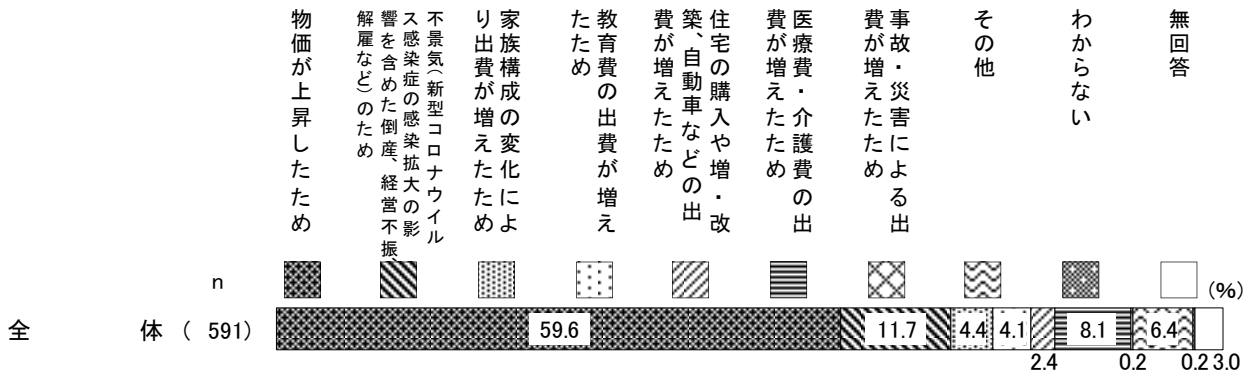 物価が上昇したため
不景気（新型コロナウイル
ス感染症の感染拡大の影
響を含めた倒産、経営不振、
解雇など）のため
家族構成の変化によ
り出費が増えたため
教育費の出費が増え
たため
住宅の購入や増・改
築、自動車などの出
費が増えたため
医療費・介護費の出
費が増えたため
事故・災害による出
費が増えたため
その他
わからない
無回答
n
(%)
全体（ 591)
59.6
11.7
4.4
4.1
2.4
8.1
0.2
6.4
0.2
3.0